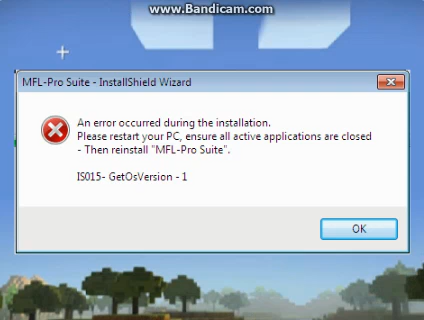 www.Bandicam.com
MFL-Pro Suite - InstallShield Wizard
An error occurred during the installation.
Please restart your PC, ensure all active applications are closed
- Then reinstall "MFL-Pro Suite".
IS015- GetOsVersion - 1
OK